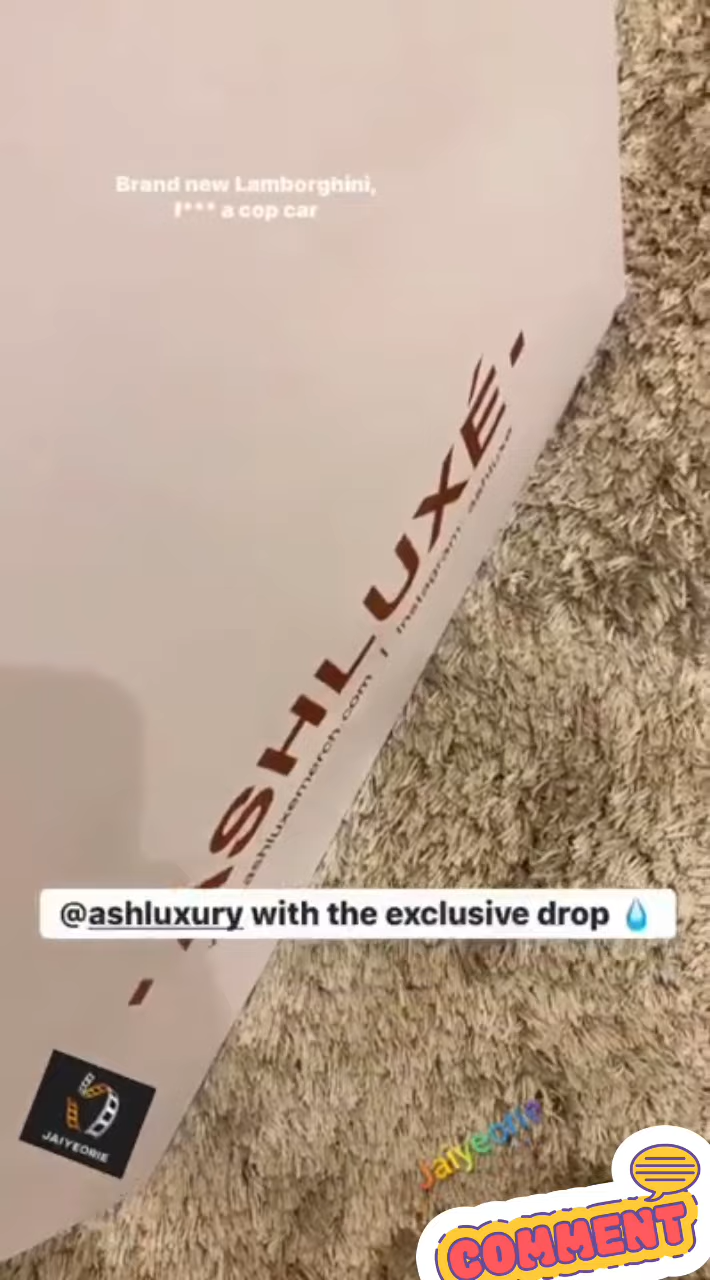 Brand new Lamborghini,
f*** a cop car
ASHLUXÉ
ashluxemerch.com / Instagram: ashluxe
@ashluxury with the exclusive drop
JAIYEORIE
Jaiyeorie
COMMENT